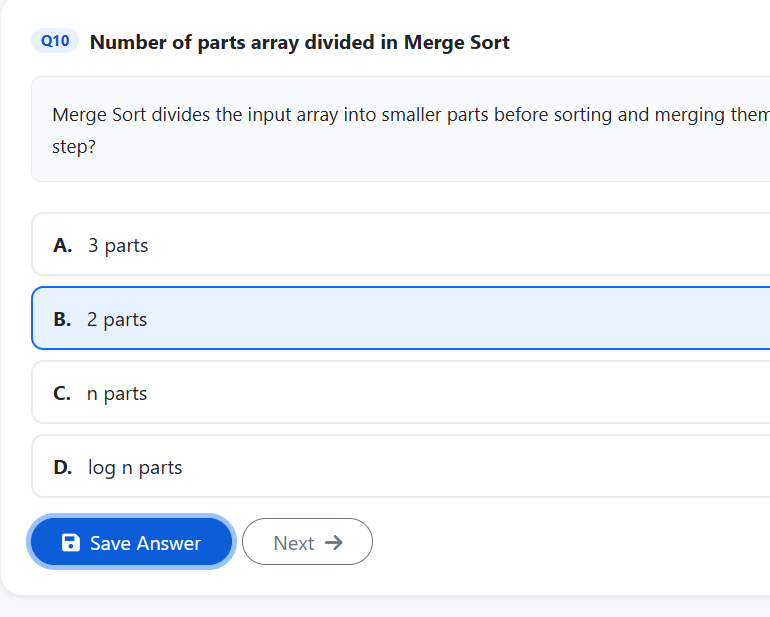 Q10 Number of parts array divided in Merge Sort
Merge Sort divides the input array into smaller parts before sorting and merging them
step?
A. 3 parts
B. 2 parts
C. n parts
D. log n parts
Save Answer Next →